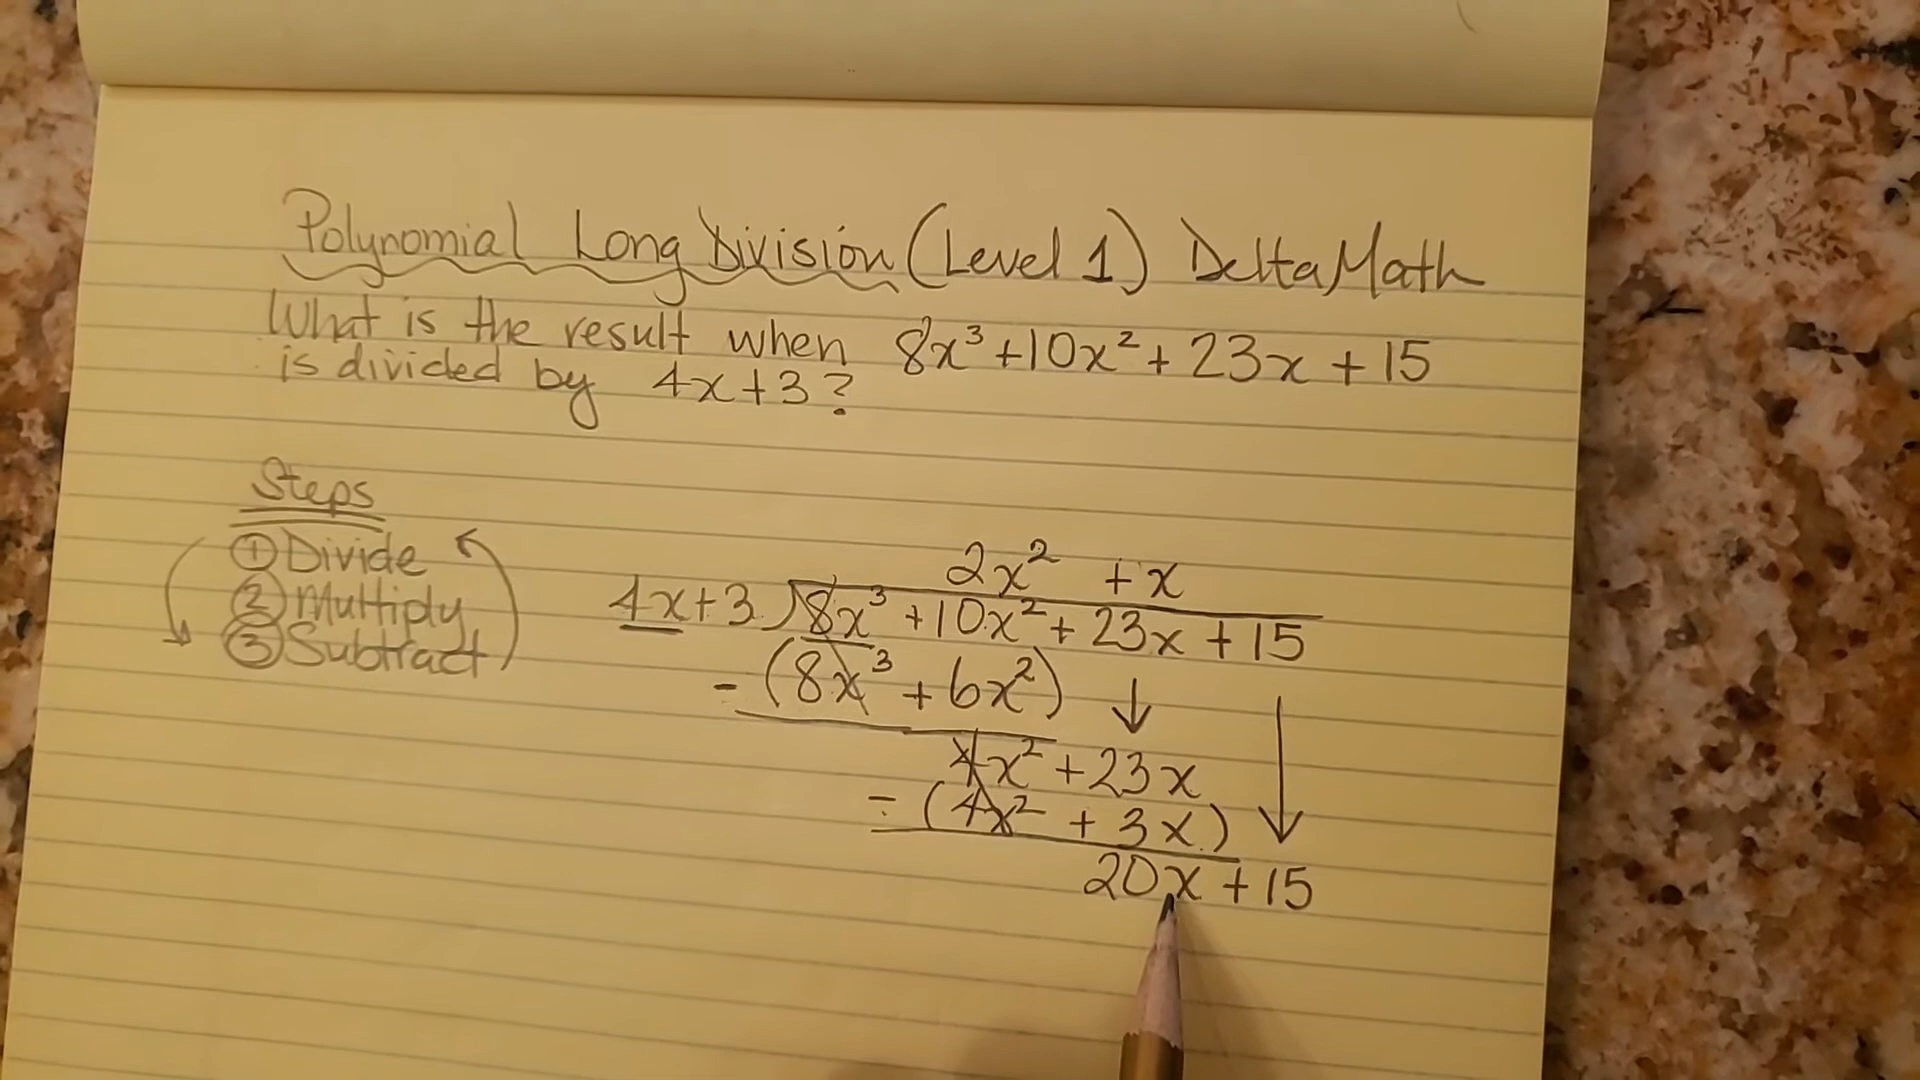 Polynomial Long Division (Level 1) DeltaMath
What is the result when 8x³+10x²+23x+15
is divided by 4x+3?
Steps
① Divide
② Multiply
③ Subtract
2x² +x
4x+3)8x³+10x²+23x+15
-(8x³+6x²)
4x²+23x
-(4x²+3x)
20x+15